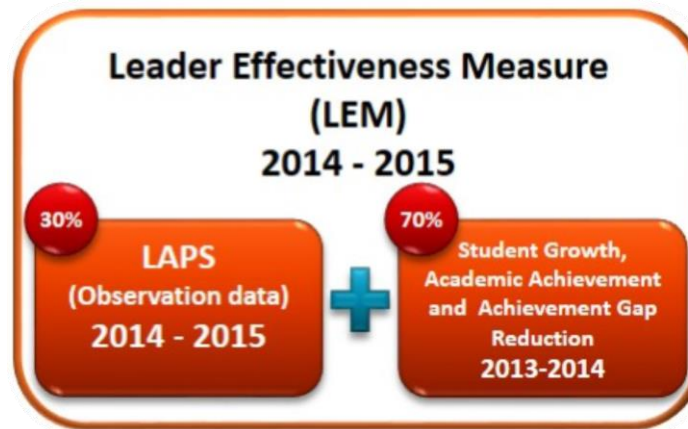 Leader Effectiveness Measure
(LEM)
2014 - 2015
30%
LAPS
(Observation data)
2014 - 2015
70%
Student Growth,
Academic Achievement
and Achievement Gap
Reduction
2013-2014